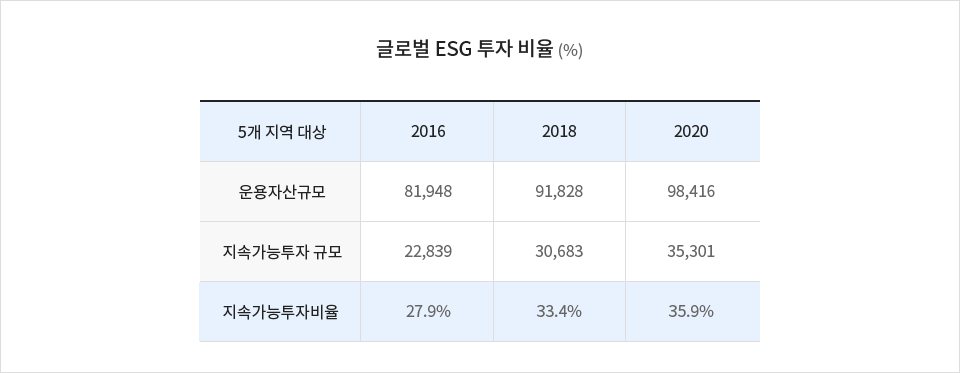 글로벌 ESG 투자 비율 (%)
5개 지역 대상 2016 2018 2020
운용자산규모 81,948 91,828 98,416
지속가능투자 규모 22,839 30,683 35,301
지속가능투자비율 27.9% 33.4% 35.9%